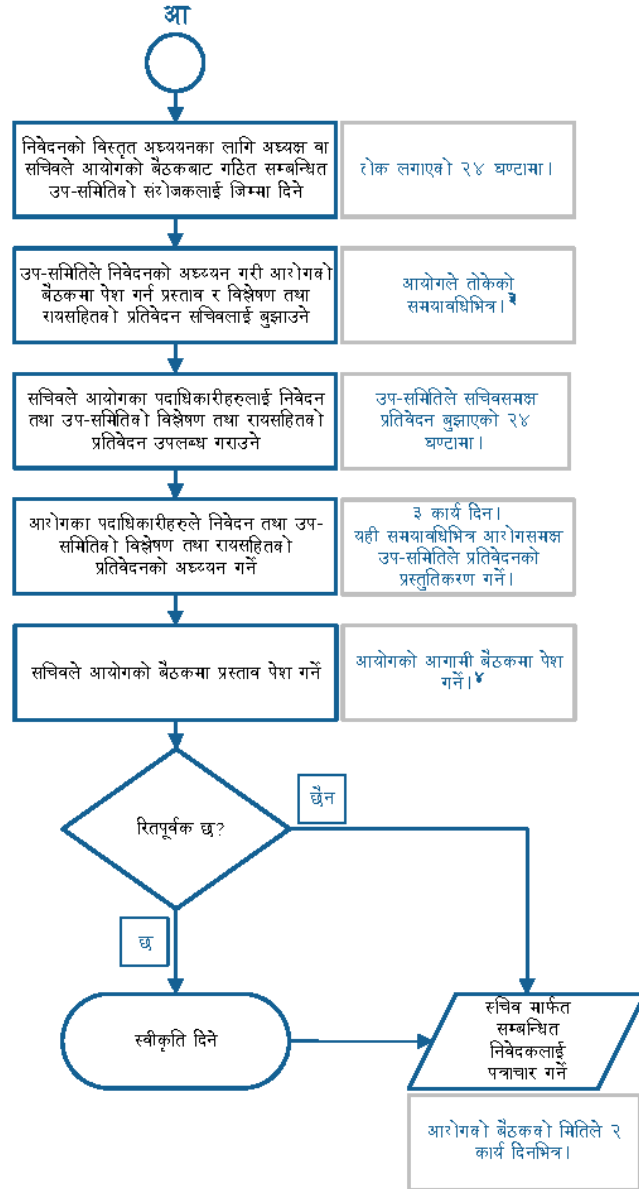 आ
निवेदनको विस्तृत अध्ययनका लागि अध्यक्ष वा
सचिवले आयोगको बैठकबाट गठित सम्बन्धित
उप-समितिको संयोजकलाई जिम्मा दिने
तोक लगाएको २४ घण्टामा।
उप-समितिले निवेदनको अध्ययन गरी आयोगको
बैठकमा पेश गर्न प्रस्ताव र विश्लेषण तथा
रायसहितको प्रतिवेदन सचिवलाई बुझाउने
आयोगले तोकेको
समयावधिभित्र।३
सचिवले आयोगका पदाधिकारीहरुलाई निवेदन
तथा उप-समितिको विश्लेषण तथा रायसहितको
प्रतिवेदन उपलब्ध गराउने
उप-समितिले सचिवसमक्ष
प्रतिवेदन बुझाएको २४
घण्टामा।
आयोगका पदाधिकारीहरुले निवेदन तथा उप-
समितिको विश्लेषण तथा रायसहितको
प्रतिवेदनको अध्ययन गर्ने
३ कार्य दिन।
यही समयावधिभित्र आयोगसमक्ष
उप-समितिले प्रतिवेदनको
प्रस्तुतिकरण गर्ने।
सचिवले आयोगको बैठकमा प्रस्ताव पेश गर्ने
आयोगको आगामी बैठकमा पेश
गर्ने।४
रितपूर्वक छ?
छैन
छ
स्वीकृति दिने
सचिव मार्फत
सम्बन्धित
निवेदकलाई
पत्राचार गर्ने
आयोगको बैठकको मितिले २
कार्य दिनभित्र।